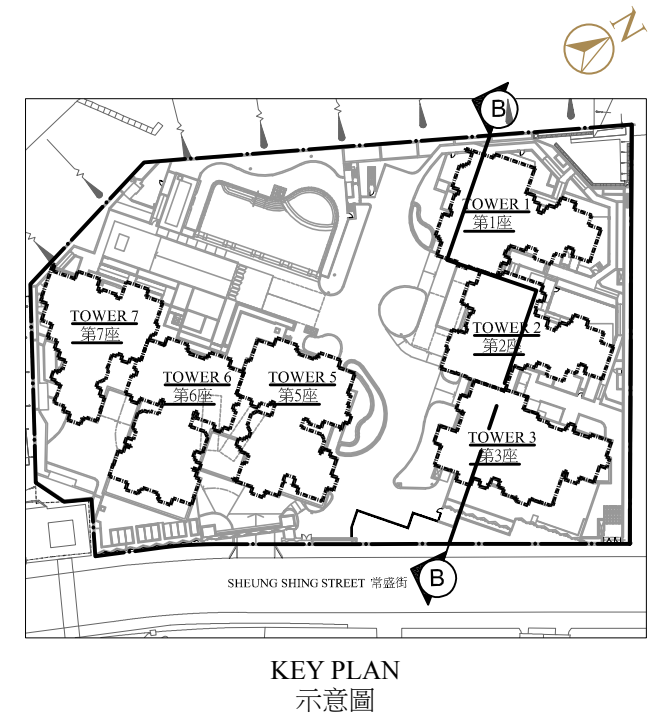 N
B
TOWER 1
第1座
TOWER 7
第7座
TOWER 2
第2座
TOWER 6
第6座
TOWER 5
第5座
TOWER 3
第3座
B
SHEUNG SHING STREET 常盛街
KEY PLAN
示意圖